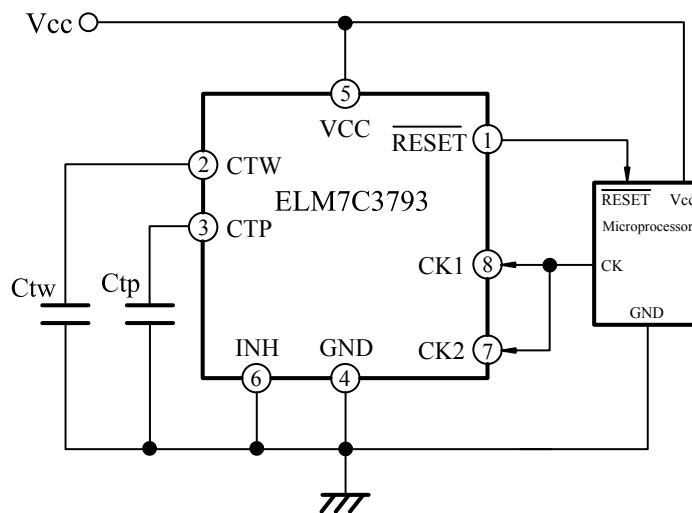 Vcc
5
VCC
RESET
1
2
CTW
ELM7C3793
RESET
Vcc
3
CTP
Microprocessor
CK1
8
CK
Ctw
Ctp
GND
INH
GND
CK2
7
6
4